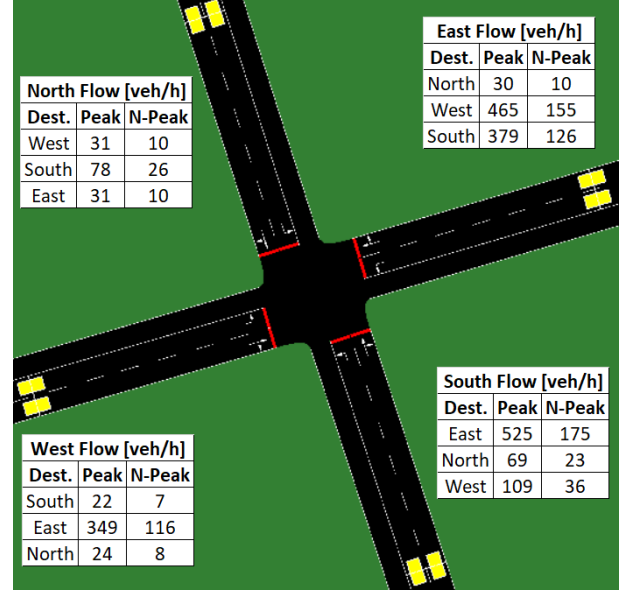 North Flow [veh/h]
Dest. Peak N-Peak
West 31 10
South 78 26
East 31 10
East Flow [veh/h]
Dest. Peak N-Peak
North 30 10
West 465 155
South 379 126
West Flow [veh/h]
Dest. Peak N-Peak
South 22 7
East 349 116
North 24 8
South Flow [veh/h]
Dest. Peak N-Peak
East 525 175
North 69 23
West 109 36